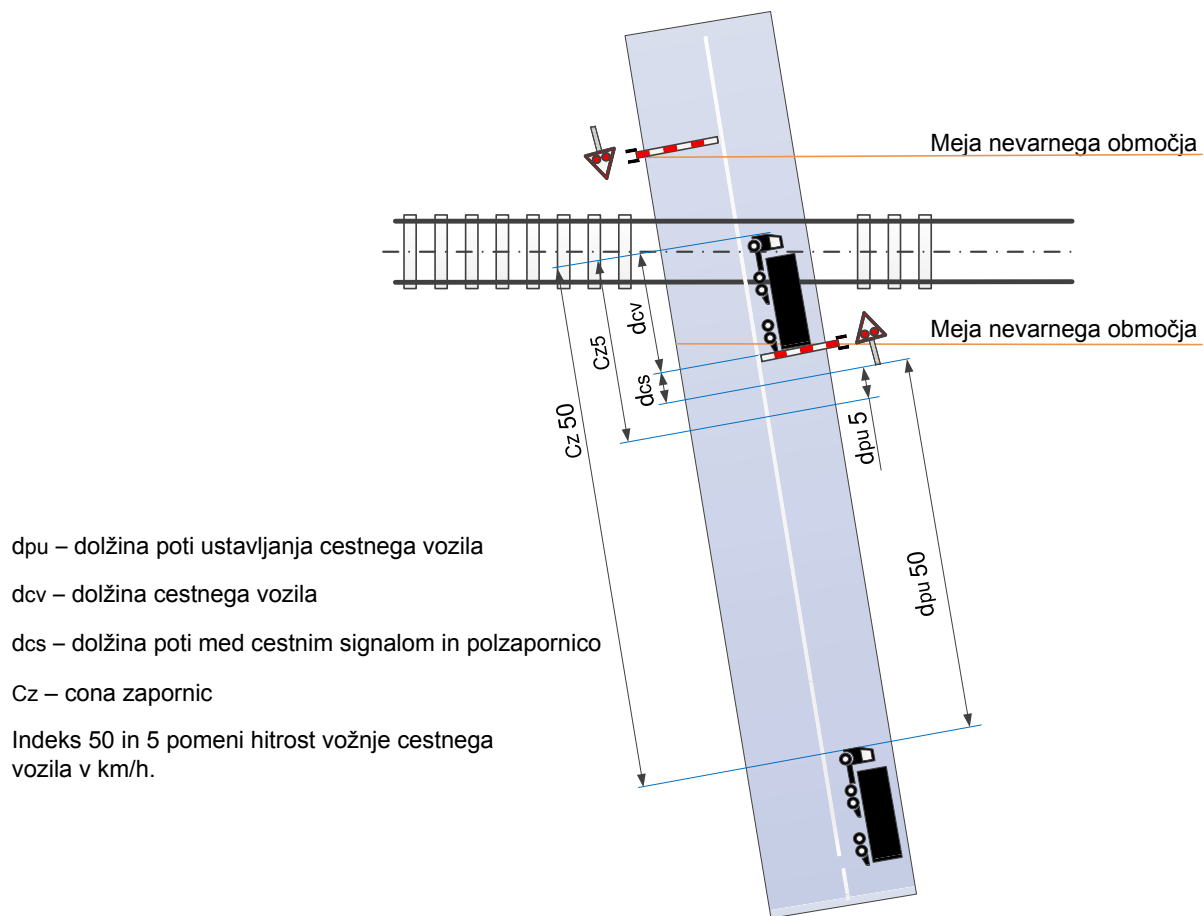 Meja nevarnega območja
Meja nevarnega območja
dcv
Cz5
dcs
Cz 50
dpu 5
dpu 50
dpu – dolžina poti ustavljanja cestnega vozila
dcv – dolžina cestnega vozila
dcs – dolžina poti med cestnim signalom in polzapornico
Cz – cona zapornic
Indeks 50 in 5 pomeni hitrost vožnje cestnega
vozila v km/h.